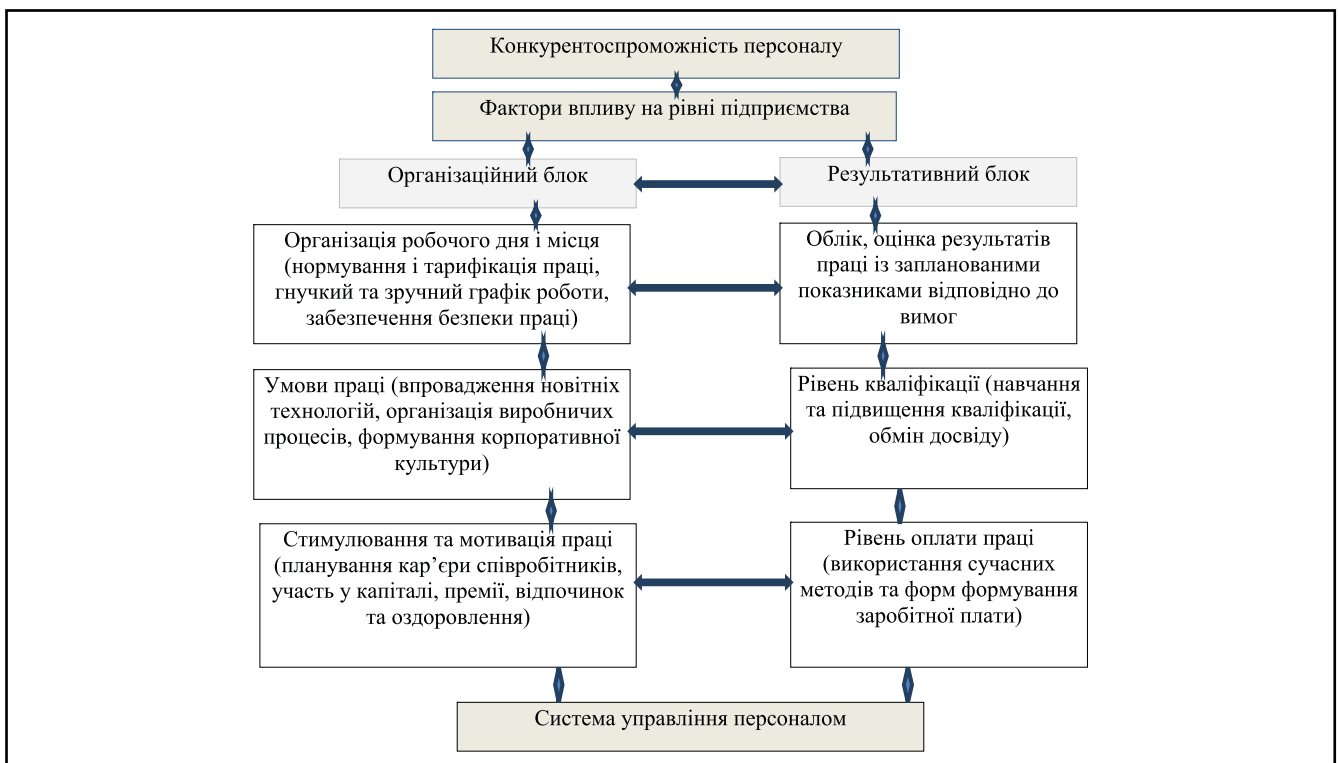 Конкурентоспроможність персоналу
Фактори впливу на рівні підприємства
Організаційний блок
Результативний блок
Організація робочого дня і місця
(нормування і тарифікація праці,
гнучкий та зручний графік роботи,
забезпечення безпеки праці)
Облік, оцінка результатів
праці із запланованими
показниками відповідно до
вимог
Умови праці (впровадження новітніх
технологій, організація виробничих
процесів, формування корпоративної
культури)
Рівень кваліфікації (навчання
та підвищення кваліфікації,
обмін досвіду)
Стимулювання та мотивація праці
(планування кар’єри співробітників,
участь у капіталі, премії, відпочинок
та оздоровлення)
Рівень оплати праці
(використання сучасних
методів та форм формування
заробітної плати)
Система управління персоналом